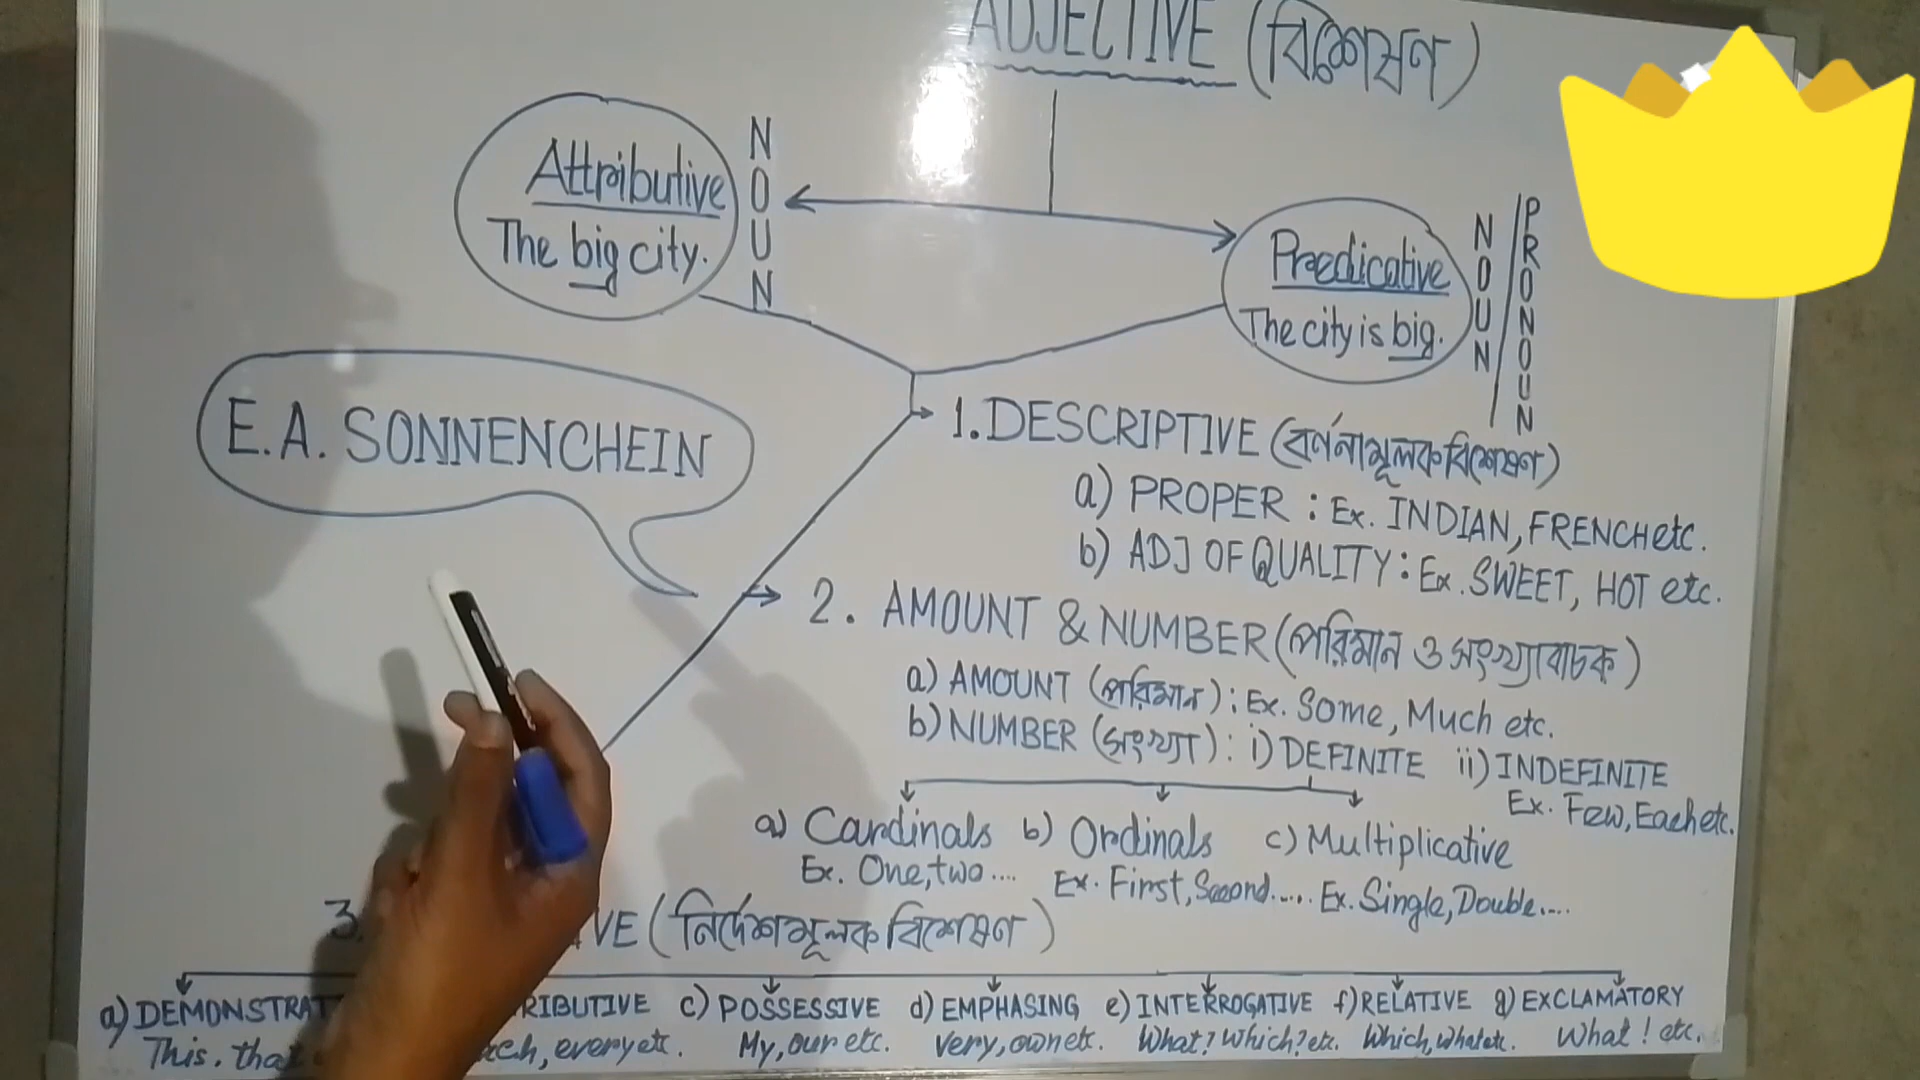 ADJECTIVE (বিশেষণ)
Attributive
The big city.
NOUN
Predicative
The city is big.
NOUN / PRONOUN
E.A. SONNENCHEIN
1. DESCRIPTIVE (বর্ণনামূলক বিশেষণ)
a) PROPER : Ex. INDIAN, FRENCH etc.
b) ADJ OF QUALITY : Ex. SWEET, HOT etc.
2. AMOUNT & NUMBER (পরিমান ও সংখ্যাবাচক)
a) AMOUNT (পরিমান) : Ex. Some, Much etc.
b) NUMBER (সংখ্যা) : i) DEFINITE ii) INDEFINITE
Ex. Few, Each etc.
a) Cardinals b) Ordinals c) Multiplicative
Ex. One, two .... Ex. First, Second..... Ex. Single, Double....
3. VE (নির্দেশমূলক বিশেষণ)
a) DEMONSTRAT RIBUTIVE c) POSSESSIVE d) EMPHASING e) INTERROGATIVE f) RELATIVE g) EXCLAMATORY
This, that ach, every etc. My, our etc. Very, own etc. What? Which? etc. Which, what etc. What! etc.